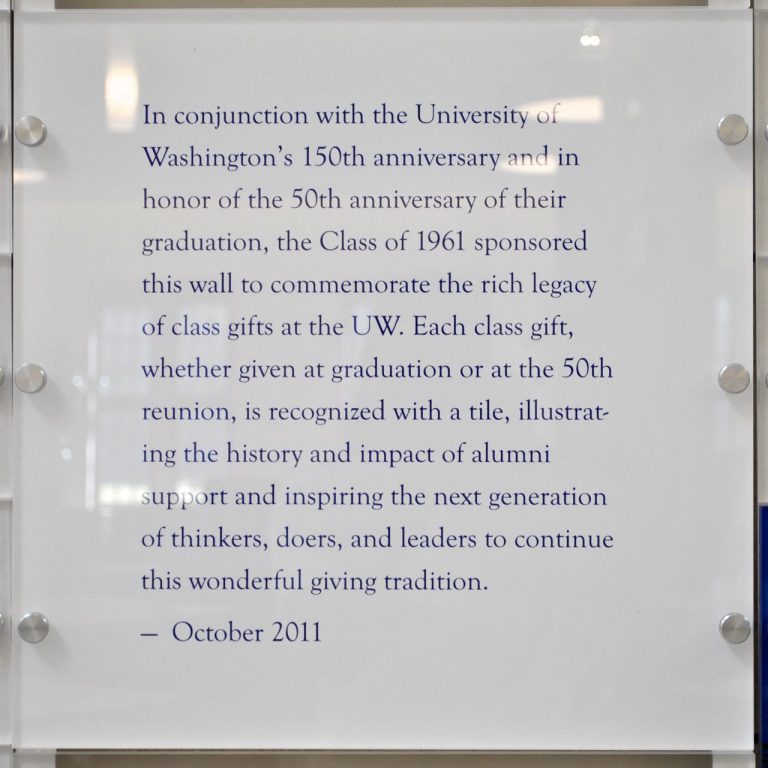 In conjunction with the University of
Washington's 150th anniversary and in
honor of the 50th anniversary of their
graduation, the Class of 1961 sponsored
this wall to commemorate the rich legacy
of class gifts at the UW. Each class gift,
whether given at graduation or at the 50th
reunion, is recognized with a tile, illustrat-
ing the history and impact of alumni
support and inspiring the next generation
of thinkers, doers, and leaders to continue
this wonderful giving tradition.
– October 2011